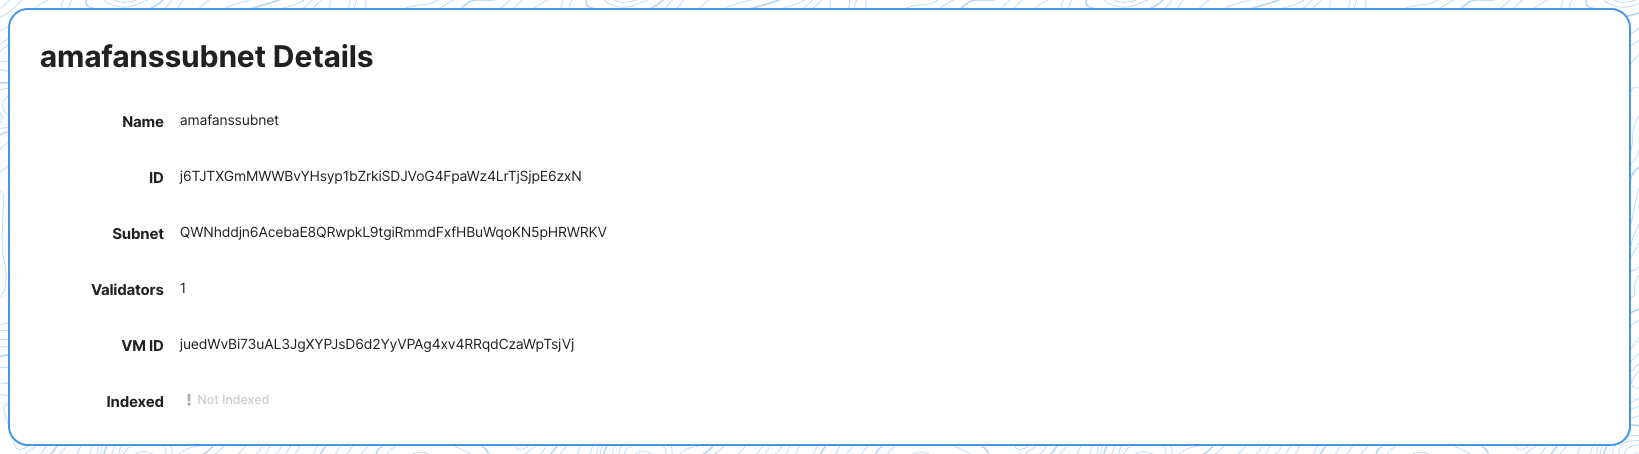 amafanssubnet Details
Name amafanssubnet
ID j6TJTXGmMWWBvYHsyp1bZrkiSDJVoG4FpaWz4LrTjSjpE6zxN
Subnet QWNhddjn6AcebaE8QRwpkL9tgiRmmdFxfHBuWqoKN5pHRWRKV
Validators 1
VM ID juedWvBi73uAL3JgXYPJsD6d2YyVPAg4xv4RRqdCzaWpTsjVj
Indexed ! Not Indexed